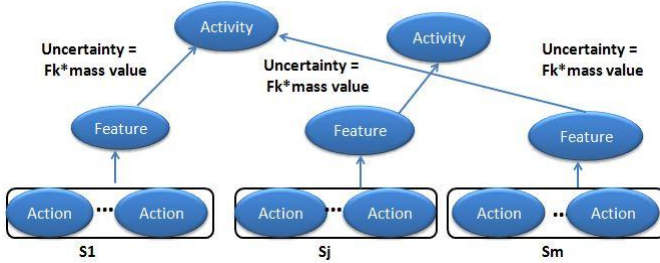 Activity
Activity
Uncertainty =
Fk*mass value
Uncertainty =
Fk*mass value
Uncertainty =
Fk*mass value
Feature
Feature
Feature
Action ... Action
Action ... Action
Action ... Action
S1
Sj
Sm